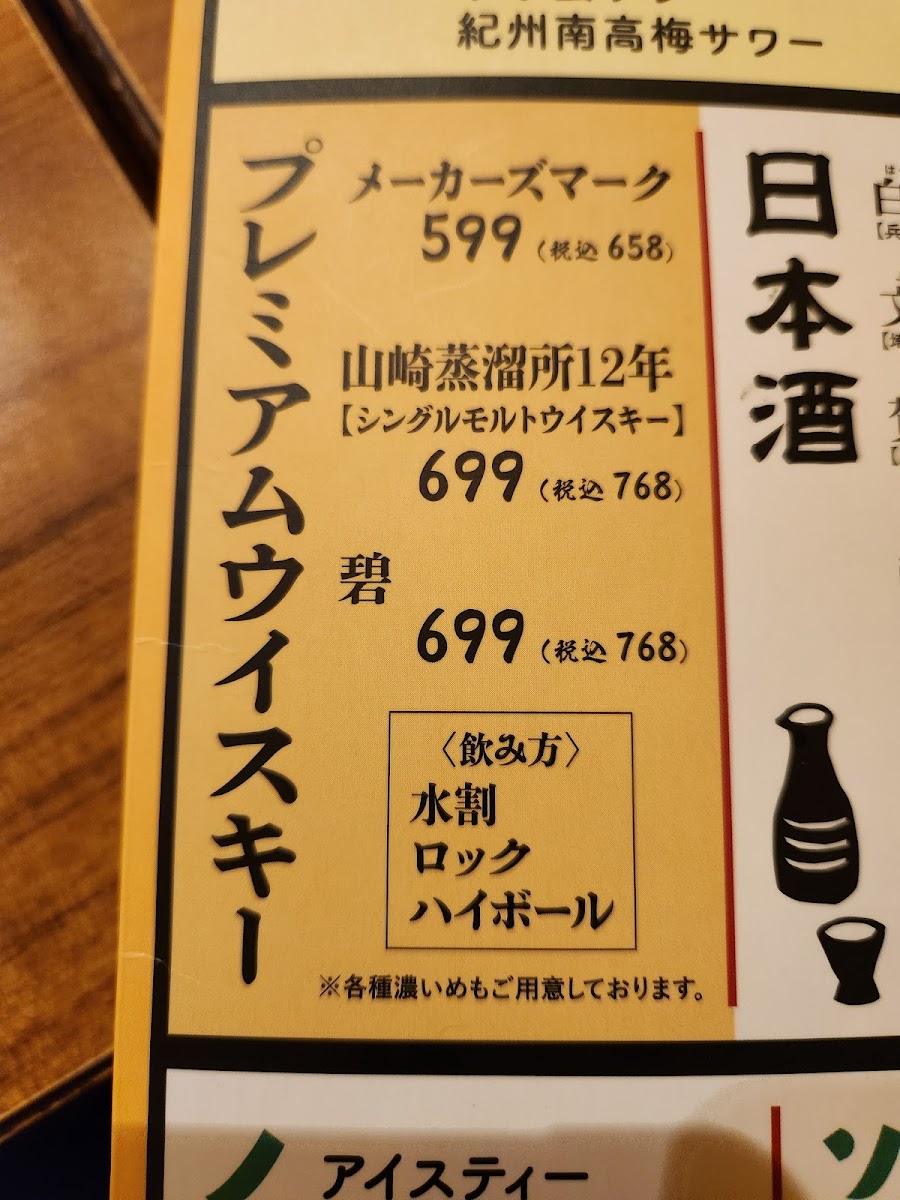 紀州南高梅サワー
プレミアムウイスキー
メーカーズマーク
599（税込 658）
山崎蒸溜所12年
【シングルモルトウイスキー】
699（税込 768）
碧
699（税込 768）
〈飲み方〉
水割
ロック
ハイボール
※各種濃いめもご用意しております。
日本酒
アイスティー